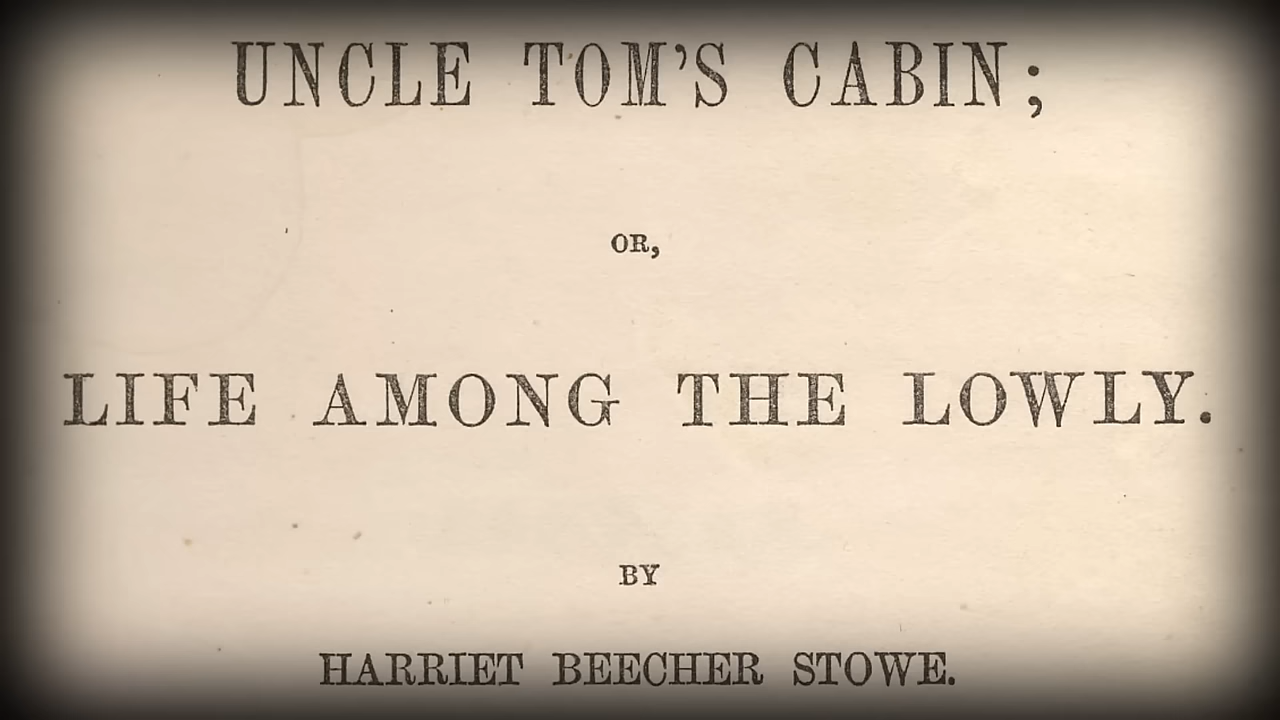 UNCLE TOM'S CABIN;
OR,
LIFE AMONG THE LOWLY.
BY
HARRIET BEECHER STOWE.